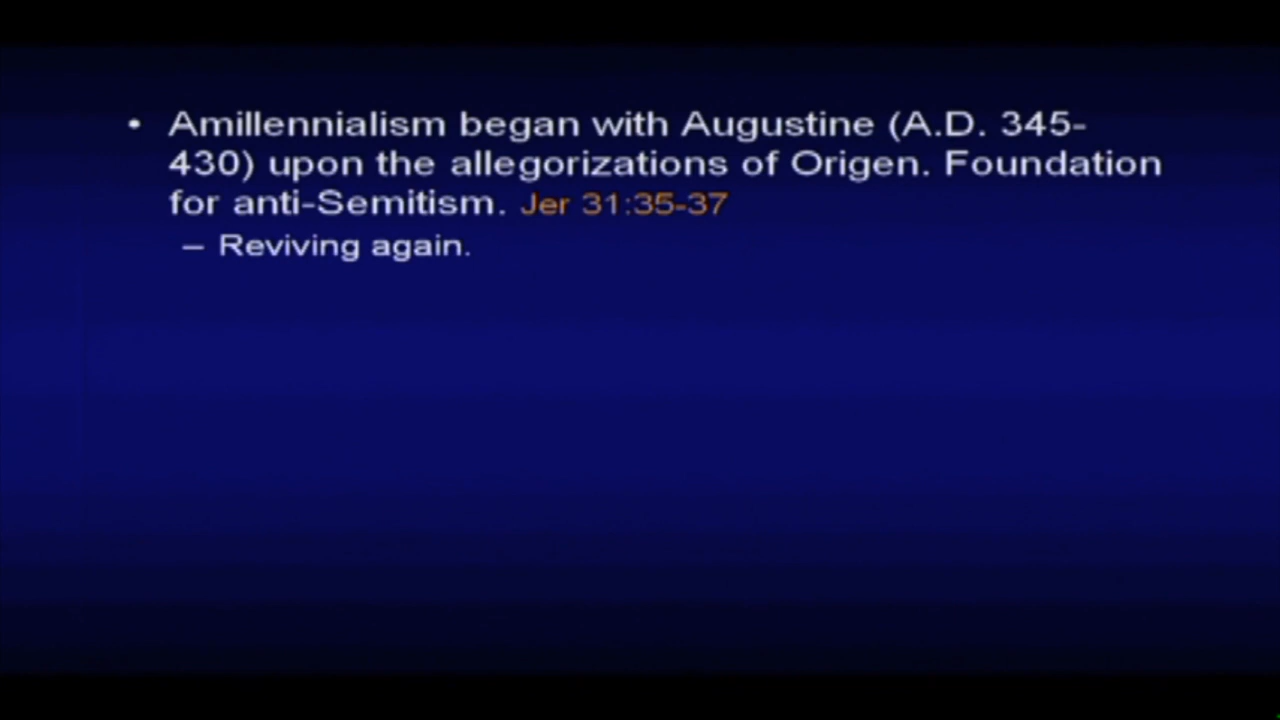 • Amillennialism began with Augustine (A.D. 345-
430) upon the allegorizations of Origen. Foundation
for anti-Semitism. Jer 31:35-37
– Reviving again.